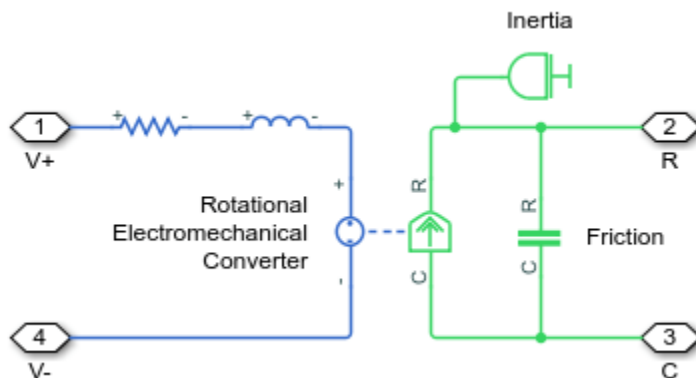 Inertia
1
V+
+
-
+
-
2
R
+
Rotational
Electromechanical
Converter
-
R
C
R
C
Friction
4
V-
3
C